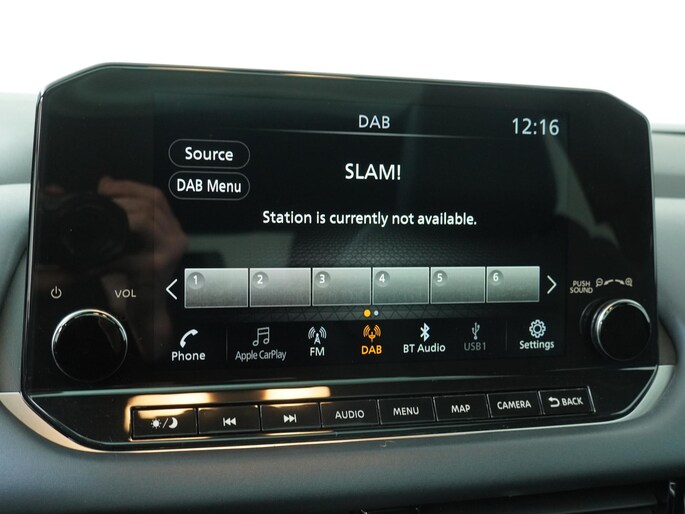 DAB
12:16
Source
SLAM!
DAB Menu
Station is currently not available.
1 2 3 4 5 6
VOL
PUSH
SOUND
Phone
Apple CarPlay
FM
DAB
BT Audio
USB1
Settings
AUDIO
MENU
MAP
CAMERA
BACK